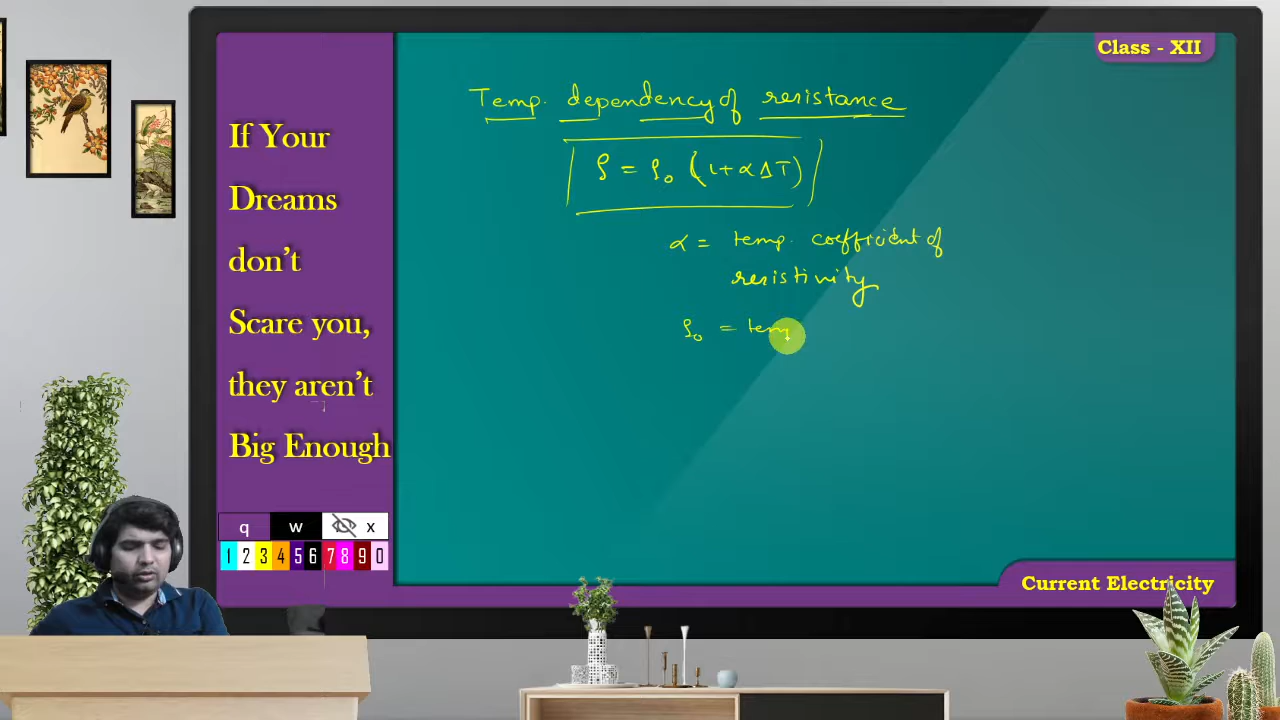 Class - XII
Temp. dependency of resistance
ρ = ρ₀ (1+α ΔT)
α = temp. coefficient of
resistivity
ρ₀ = temp
If Your
Dreams
don't
Scare you,
they aren't
Big Enough
q w x
1 2 3 4 5 6 7 8 9 0
Current Electricity